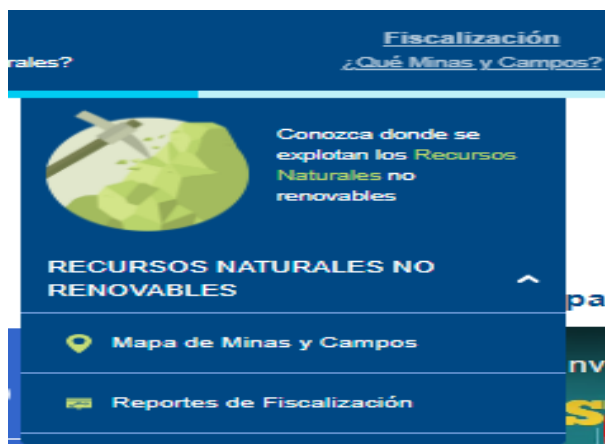 Fiscalización
rales?
¿Qué Minas y Campos?
Conozca donde se
explotan los Recursos
Naturales no
renovables
RECURSOS NATURALES NO
RENOVABLES
pa
Mapa de Minas y Campos
nv
Reportes de Fiscalización